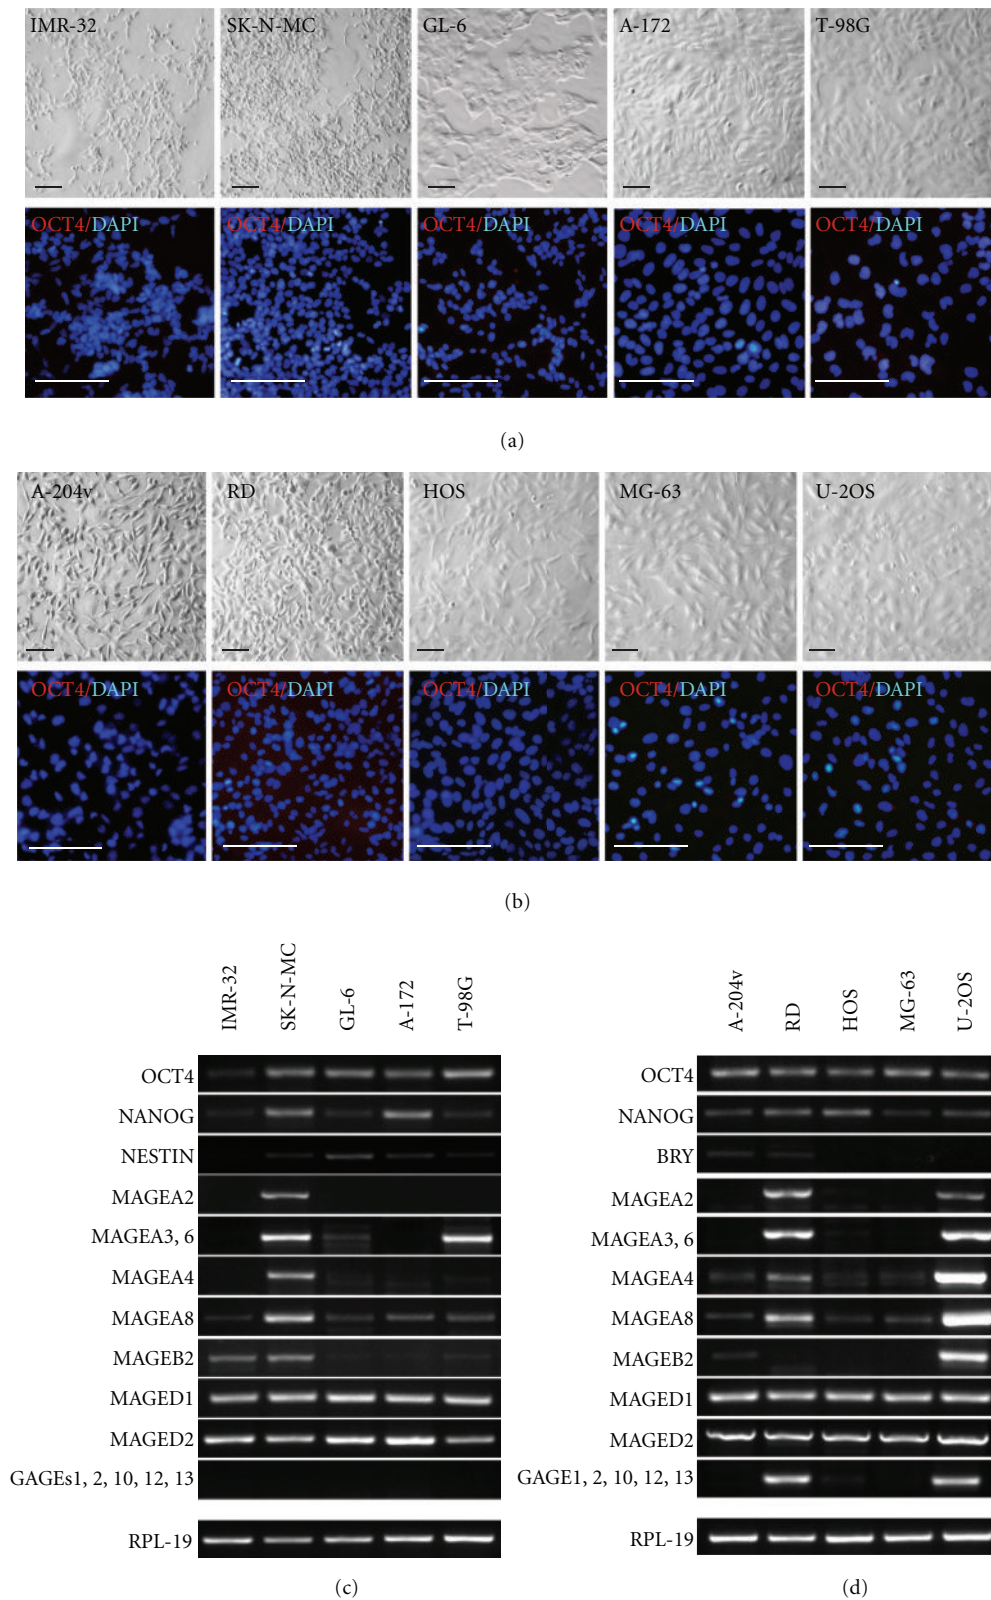 IMR-32 SK-N-MC GL-6 A-172 T-98G
OCT4/DAPI OCT4/DAPI OCT4/DAPI OCT4/DAPI OCT4/DAPI
(a)
A-204v RD HOS MG-63 U-2OS
OCT4/DAPI OCT4/DAPI OCT4/DAPI OCT4/DAPI OCT4/DAPI
(b)
IMR-32 SK-N-MC GL-6 A-172 T-98G
OCT4
NANOG
NESTIN
MAGEA2
MAGEA3, 6
MAGEA4
MAGEA8
MAGEB2
MAGED1
MAGED2
GAGEs1, 2, 10, 12, 13
RPL-19
(c)
A-204v RD HOS MG-63 U-2OS
OCT4
NANOG
BRY
MAGEA2
MAGEA3, 6
MAGEA4
MAGEA8
MAGEB2
MAGED1
MAGED2
GAGE1, 2, 10, 12, 13
RPL-19
(d)